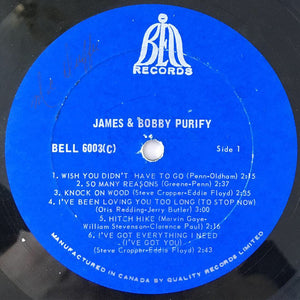 BELL
RECORDS
JAMES & BOBBY PURIFY
BELL 6003(C)
Side 1
1. WISH YOU DIDN'T HAVE TO GO (Penn-Oldham) 2:15
2. SO MANY REASONS (Greene-Penn) 2:37
3. KNOCK ON WOOD (Steve Cropper-Eddie Floyd) 2:35
4. I'VE BEEN LOVING YOU TOO LONG (TO STOP NOW)
(Otis Redding-Jerry Butler) 3:00
5. HITCH HIKE (Marvin Gaye-
William Stevenson-Clarence Paul) 2:16
6. I'VE GOT EVERYTHING I NEED
(I'VE GOT YOU)
(Steve Cropper-Eddie Floyd) 2:43
MANUFACTURED IN CANADA BY QUALITY RECORDS LIMITED